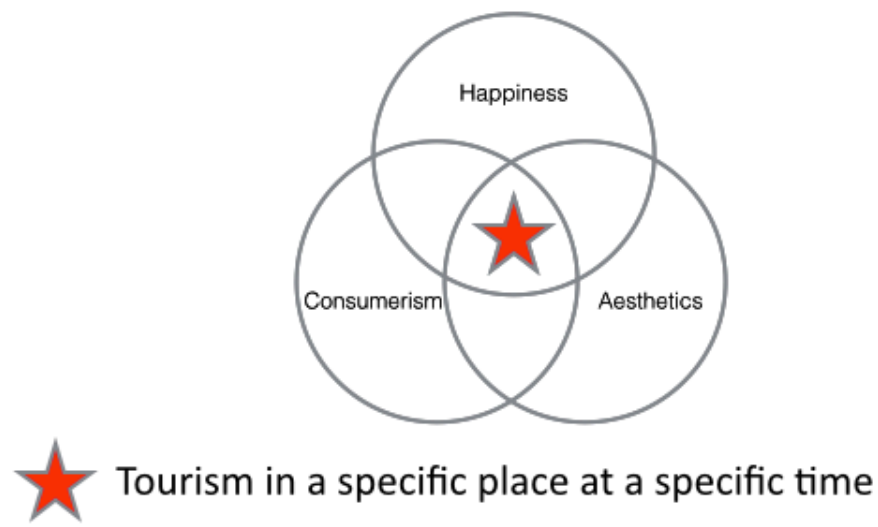 Happiness
Consumerism
Aesthetics
Tourism in a specific place at a specific time